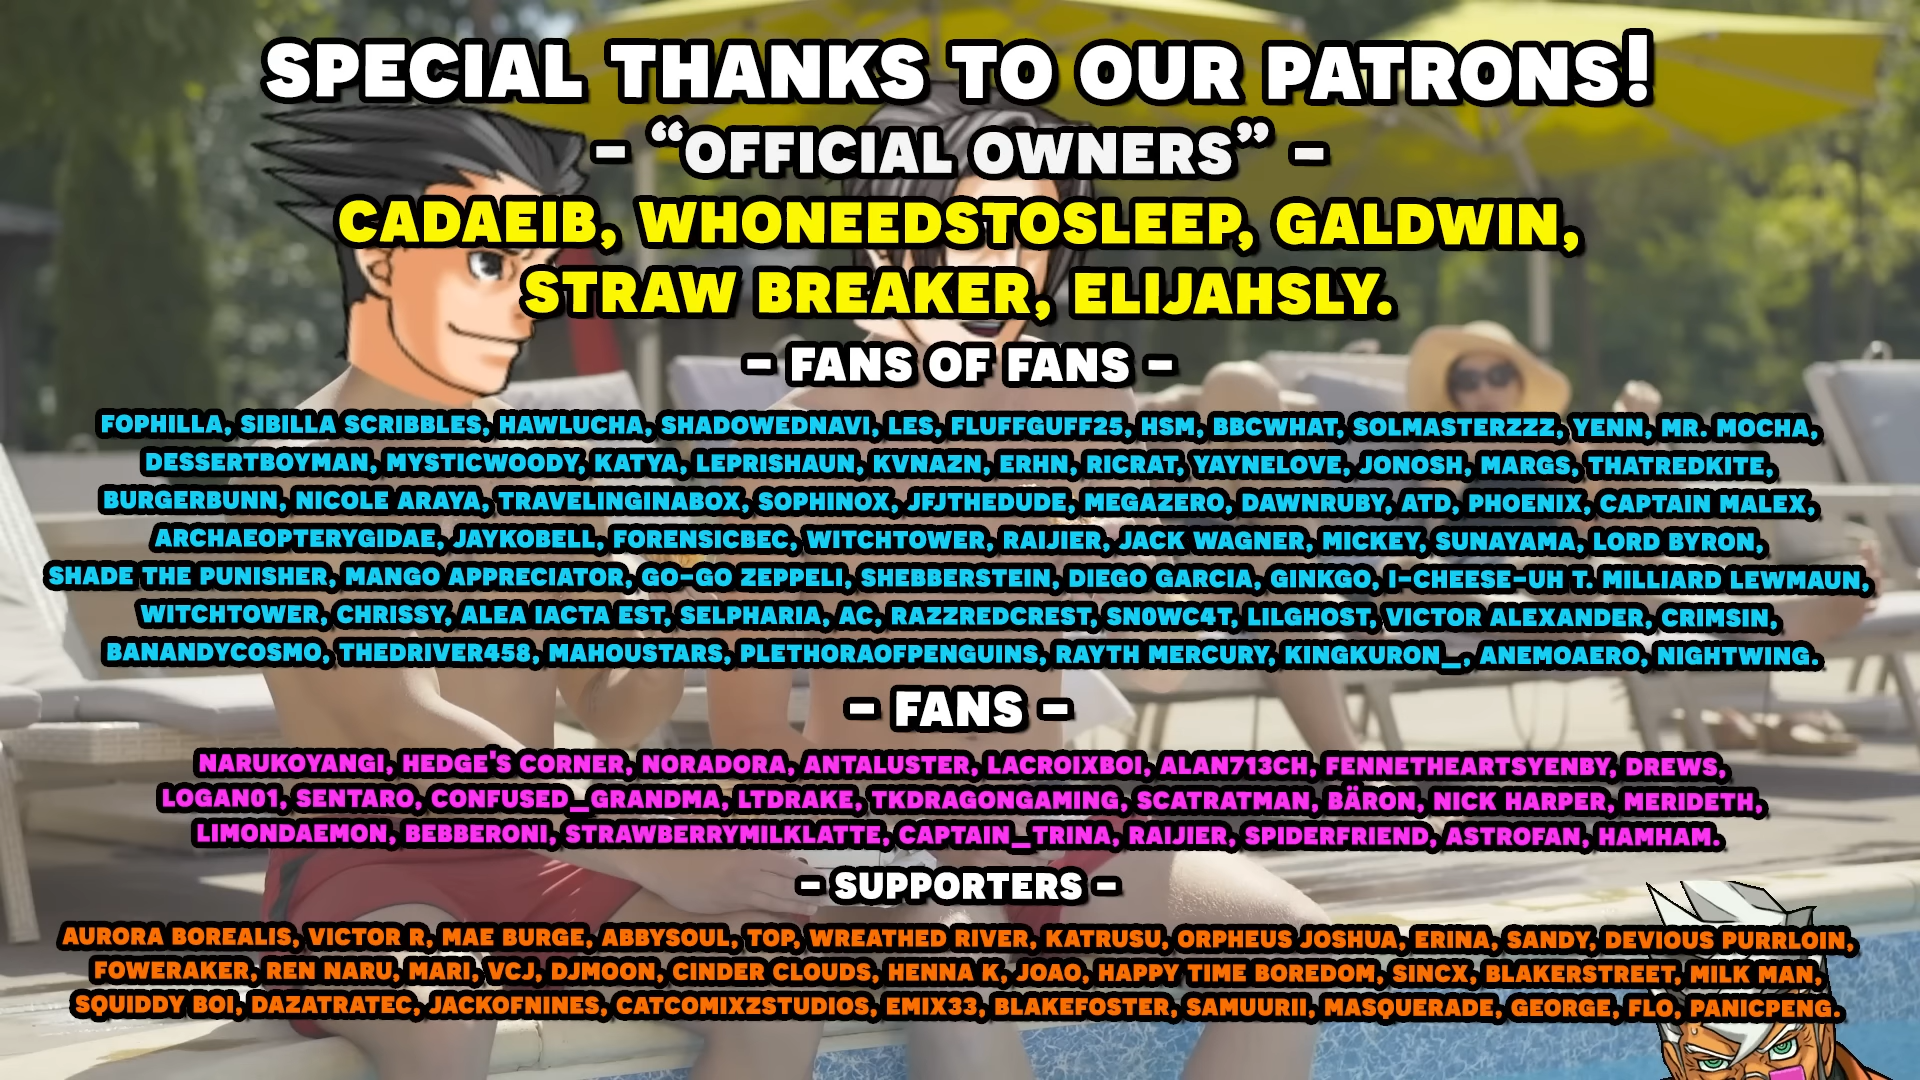 SPECIAL THANKS TO OUR PATRONS!
- “OFFICIAL OWNERS” -
CADAEIB, WHONEEDSTOSLEEP, GALDWIN,
STRAW BREAKER, ELIJAHSLY.
- FANS OF FANS -
FOPHILLA, SIBILLA SCRIBBLES, HAWLUCHA, SHADOWEDNAVI, LES, FLUFFGUFF25, HSM, BBCWHAT, SOLMASTERZZZ, YENN, MR. MOCHA,
DESSERTBOYMAN, MYSTICWOODY, KATYA, LEPRISHAUN, KVNAZN, ERHN, RICRAT, YAYNELOVE, JONOSH, MARGS, THATREDKITE,
BURGERBUNN, NICOLE ARAYA, TRAVELINGINABOX, SOPHINOX, JFJTHEDUDE, MEGAZERO, DAWNRUBY, ATD, PHOENIX, CAPTAIN MALEX,
ARCHAEOPTERYGIDAE, JAYKOBELL, FORENSICBEC, WITCHTOWER, RAIJIER, JACK WAGNER, MICKEY, SUNAYAMA, LORD BYRON,
SHADE THE PUNISHER, MANGO APPRECIATOR, GO-GO ZEPPELI, SHEBBERSTEIN, DIEGO GARCIA, GINKGO, I-CHEESE-UH T. MILLIARD LEWMAUN,
WITCHTOWER, CHRISSY, ALEA IACTA EST, SELPHARIA, AC, RAZZREDCREST, SN0WC4T, LILGHOST, VICTOR ALEXANDER, CRIMSIN,
BANANDYCOSMO, THEDRIVER458, MAHOUSTARS, PLETHORAOFPENGUINS, RAYTH MERCURY, KINGKURON_, ANEMOAERO, NIGHTWING.
- FANS -
NARUKOYANGI, HEDGE'S CORNER, NORADORA, ANTALUSTER, LACROIXBOI, ALAN713CH, FENNETHEARTSYENBY, DREWS,
LOGAN01, SENTARO, CONFUSED_GRANDMA, LTDRAKE, TKDRAGONGAMING, SCATRATMAN, BÄRON, NICK HARPER, MERIDETH,
LIMONDAEMON, BEBBERONI, STRAWBERRYMILKLATTE, CAPTAIN_TRINA, RAIJIER, SPIDERFRIEND, ASTROFAN, HAMHAM.
- SUPPORTERS -
AURORA BOREALIS, VICTOR R, MAE BURGE, ABBYSOUL, TOP, WREATHED RIVER, KATRUSU, ORPHEUS JOSHUA, ERINA, SANDY, DEVIOUS PURRLOIN,
FOWERAKER, REN NARU, MARI, VCJ, DJMOON, CINDER CLOUDS, HENNA K, JOAO, HAPPY TIME BOREDOM, SINCX, BLAKERSTREET, MILK MAN,
SQUIDDY BOI, DAZATRATEC, JACKOFNINES, CATCOMIXZSTUDIOS, EMIX33, BLAKEFOSTER, SAMUURII, MASQUERADE, GEORGE, FLO, PANICPENG.